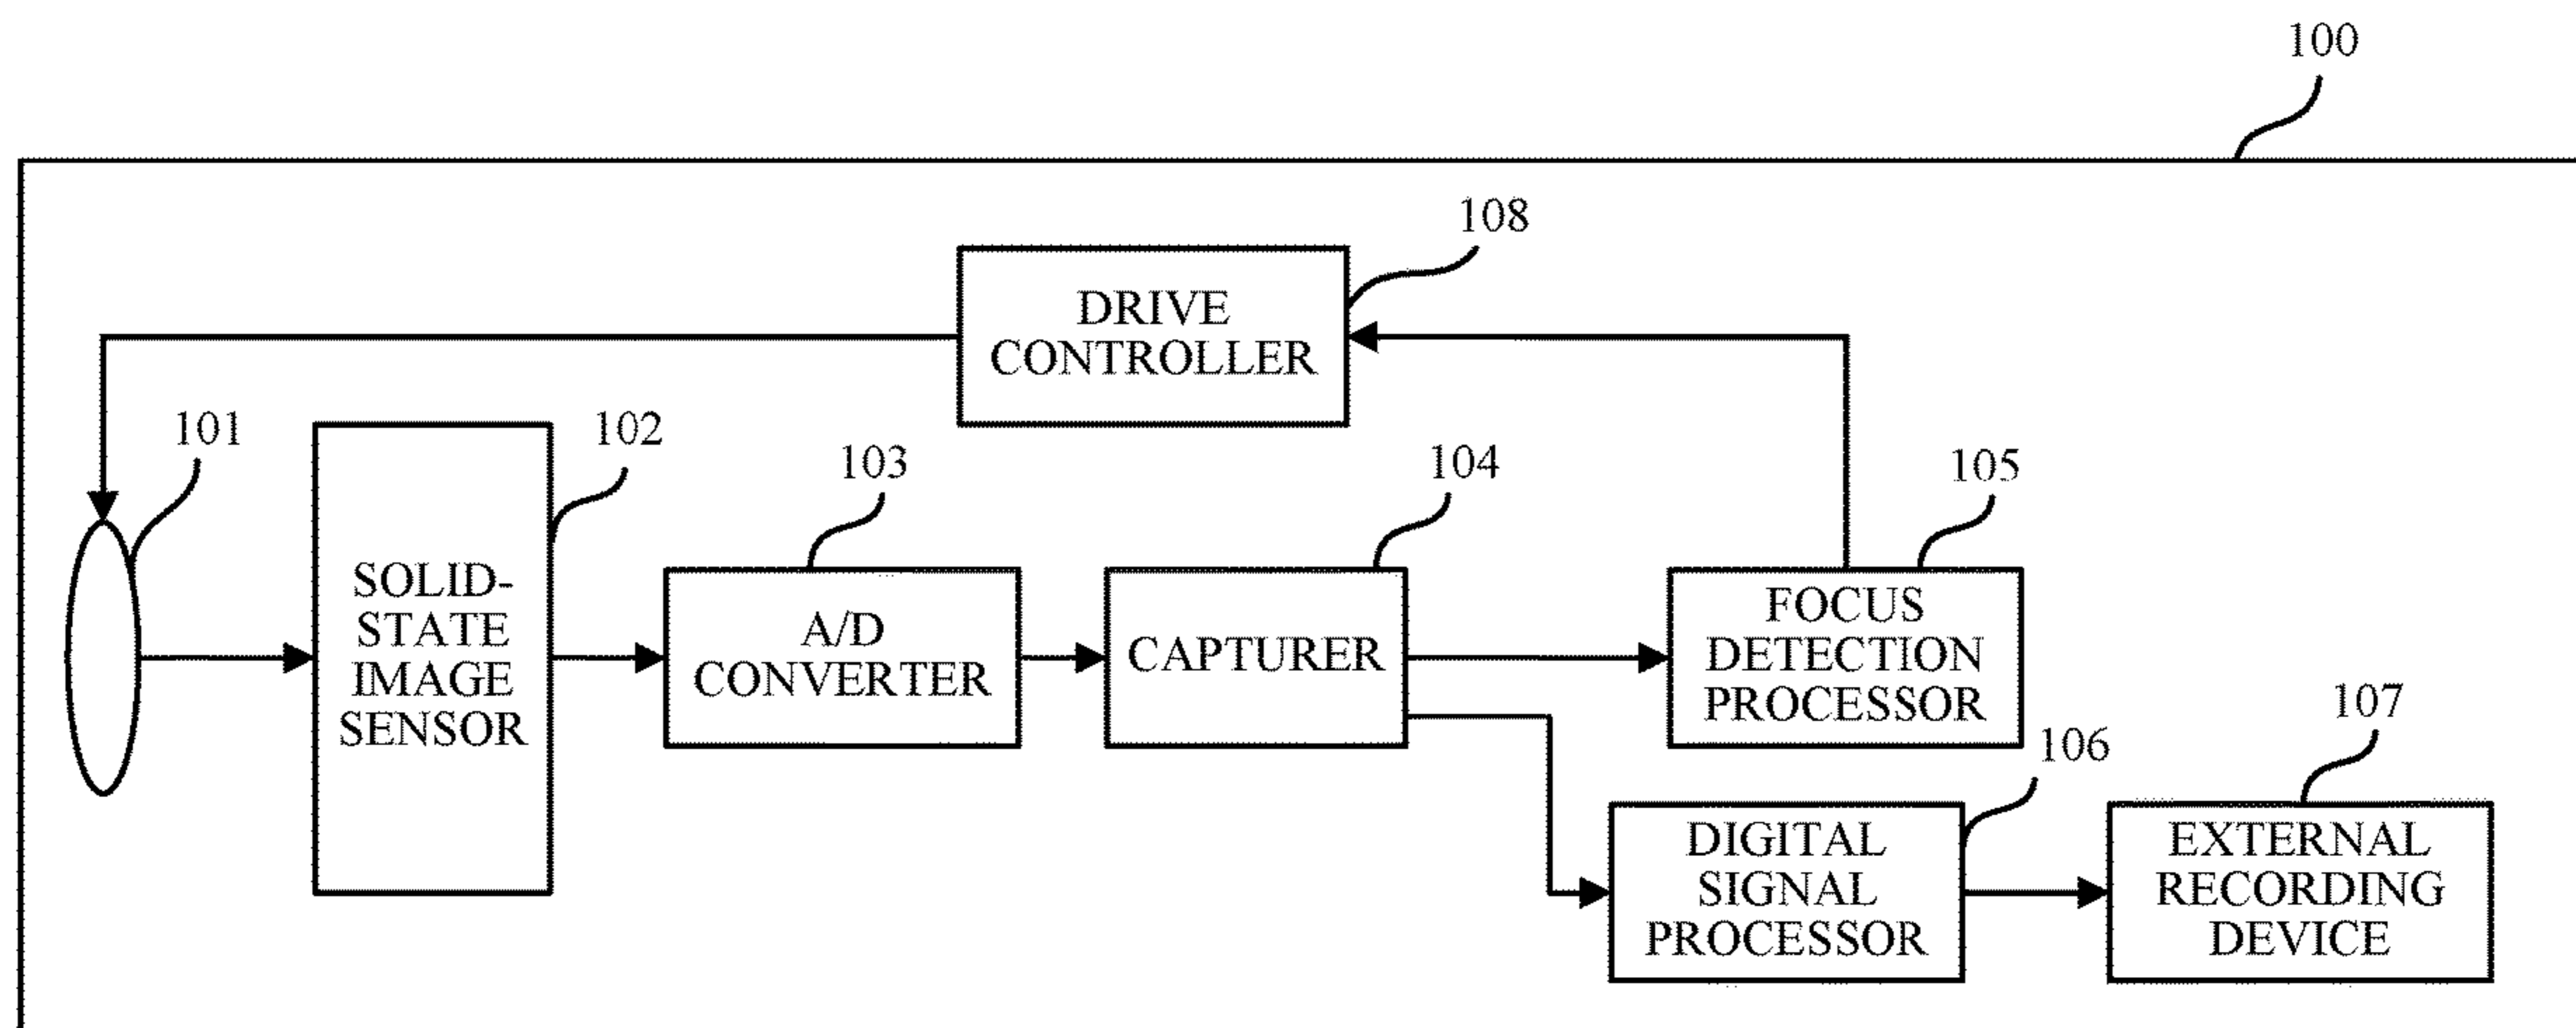 100
108
DRIVE
CONTROLLER
101
102
103
104
105
SOLID-
STATE
IMAGE
SENSOR
A/D
CONVERTER
CAPTURER
FOCUS
DETECTION
PROCESSOR
106
107
DIGITAL
SIGNAL
PROCESSOR
EXTERNAL
RECORDING
DEVICE